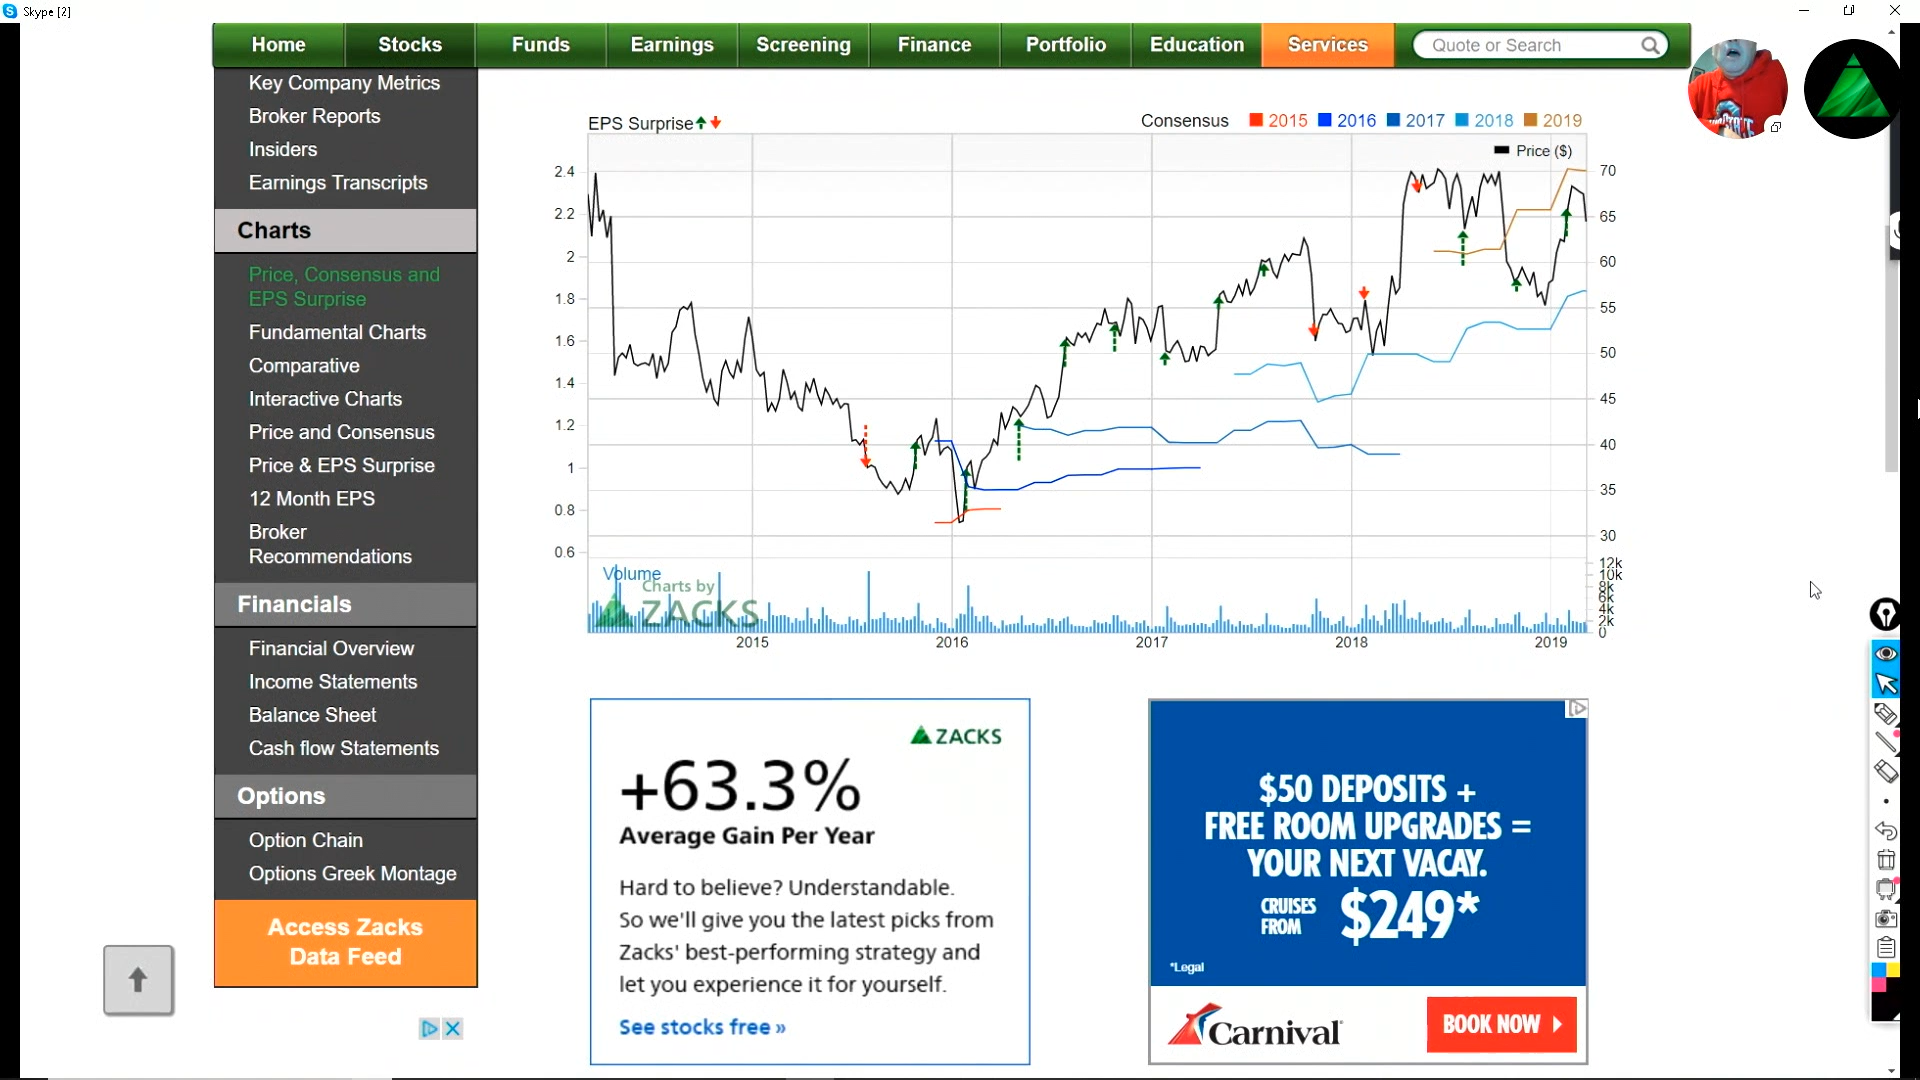 Skype [2]
Home Stocks Funds Earnings Screening Finance Portfolio Education Services Quote or Search
Key Company Metrics
Broker Reports
Insiders
Earnings Transcripts
Charts
Price, Consensus and
EPS Surprise
Fundamental Charts
Comparative
Interactive Charts
Price and Consensus
Price & EPS Surprise
12 Month EPS
Broker
Recommendations
Financials
Financial Overview
Income Statements
Balance Sheet
Cash flow Statements
Options
Option Chain
Options Greek Montage
Access Zacks
Data Feed
EPS Surprise
Consensus 2015 2016 2017 2018 2019
Price ($)
2.4 70
2.2 65
2 60
1.8 55
1.6 50
1.4 45
1.2 40
1 35
0.8 30
0.6
12k
10k
8k
6k
4k
2k
0
Volume
Charts by
ZACKS
2015 2016 2017 2018 2019
ZACKS
+63.3%
Average Gain Per Year
Hard to believe? Understandable.
So we'll give you the latest picks from
Zacks' best-performing strategy and
let you experience it for yourself.
See stocks free »
$50 DEPOSITS +
FREE ROOM UPGRADES =
YOUR NEXT VACAY.
CRUISES
FROM
$249*
*Legal
Carnival
BOOK NOW